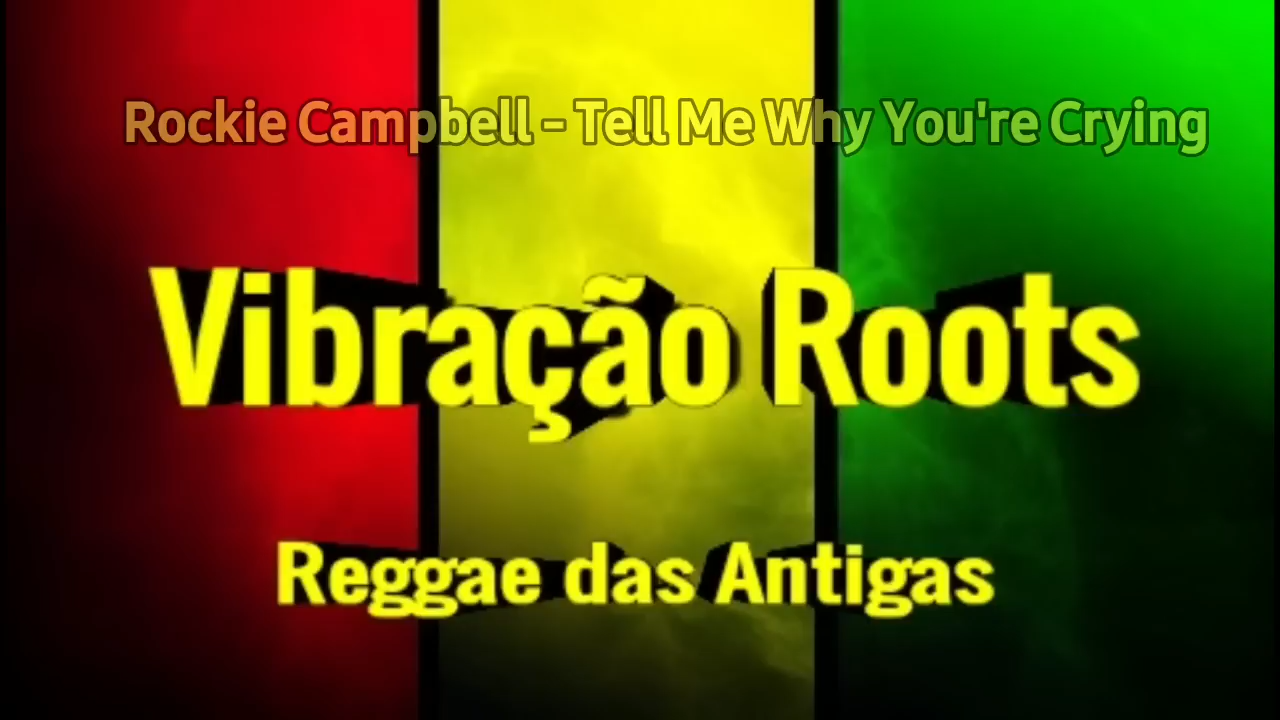 Rockie Campbell - Tell Me Why You're Crying
Vibração Roots
Reggae das Antigas